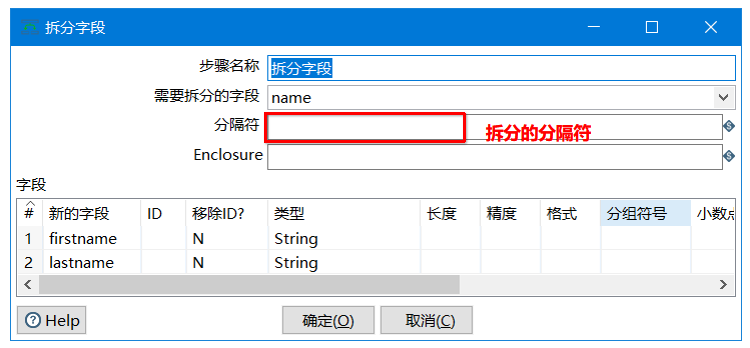 拆分字段
步骤名称 拆分字段
需要拆分的字段 name
分隔符 拆分的分隔符
Enclosure
字段
# 新的字段 ID 移除ID? 类型 长度 精度 格式 分组符号 小数点
1 firstname N String
2 lastname N String
Help 确定(O) 取消(C)